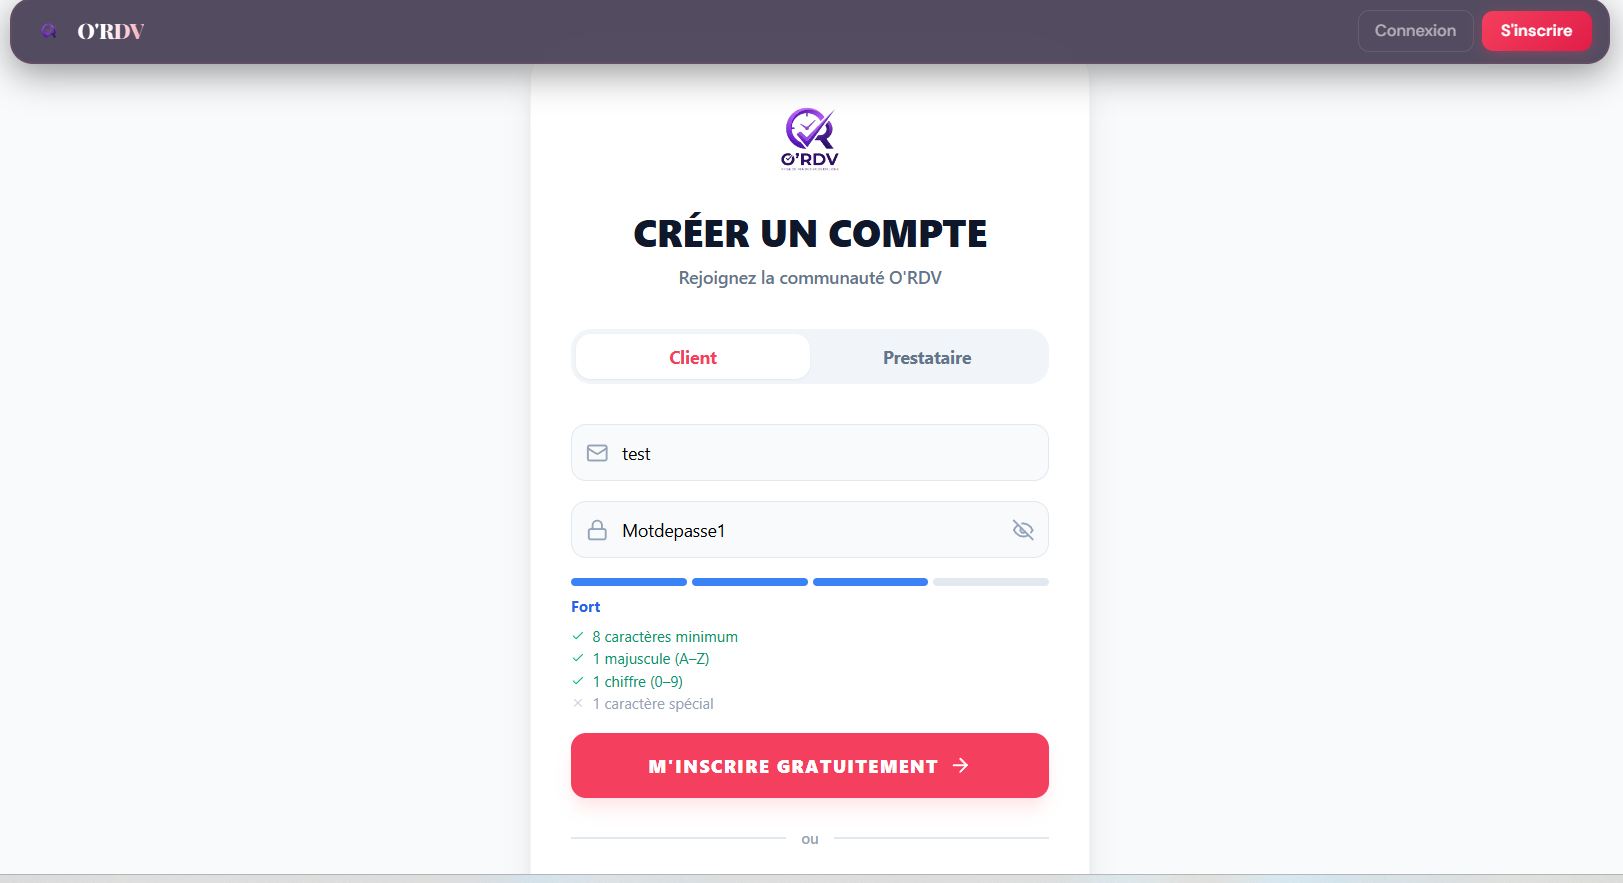 O'RDV
Connexion
S'inscrire
O'RDV
CRÉER UN COMPTE
Rejoignez la communauté O'RDV
Client
Prestataire
test
Motdepasse1
Fort
8 caractères minimum
1 majuscule (A–Z)
1 chiffre (0–9)
1 caractère spécial
M'INSCRIRE GRATUITEMENT →
ou